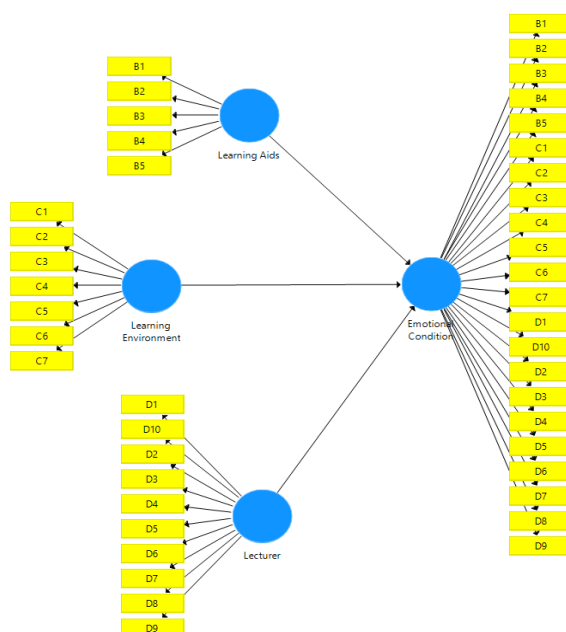 B1
B2
B3
B4
B5
Learning Aids
C1
C2
C3
C4
C5
C6
C7
Learning
Environment
D1
D10
D2
D3
D4
D5
D6
D7
D8
D9
Lecturer
Emotional
Condition
B1
B2
B3
B4
B5
C1
C2
C3
C4
C5
C6
C7
D1
D10
D2
D3
D4
D5
D6
D7
D8
D9